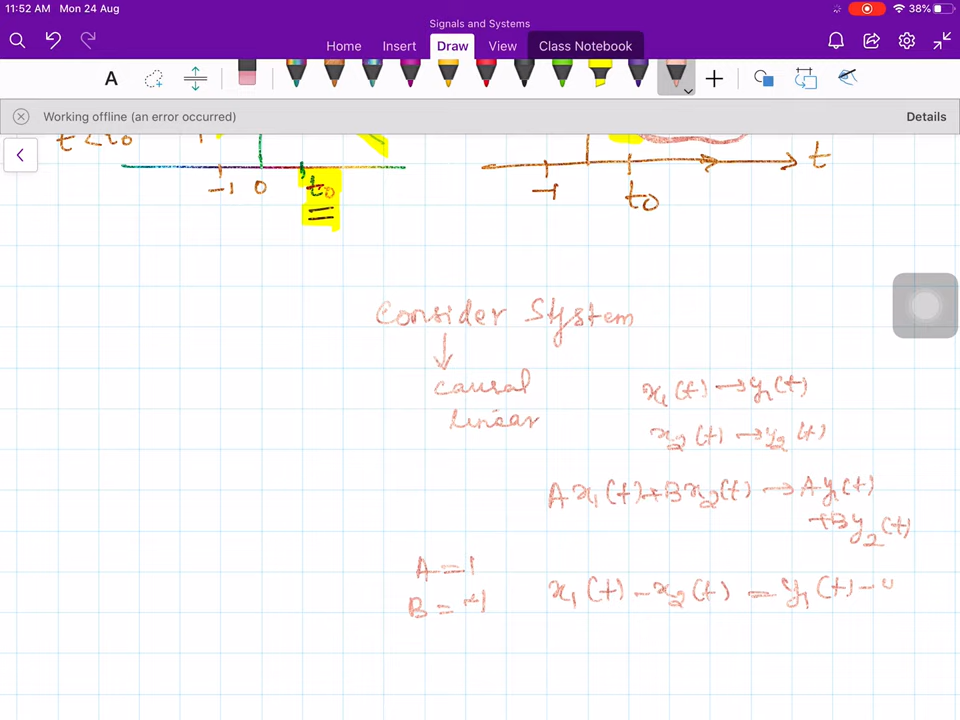 11:52 AM Mon 24 Aug
38%
Signals and Systems
Home Insert Draw View Class Notebook
A
Working offline (an error occurred) Details
t < t0
-1 0 t0
-1 t0 t
Consider System
causal
linear
x1(t) → y1(t)
x2(t) → y2(t)
A x1(t) + B x2(t) → A y1(t)
+ B y2(t)
A = 1
B = -1
x1(t) - x2(t) = y1(t) -